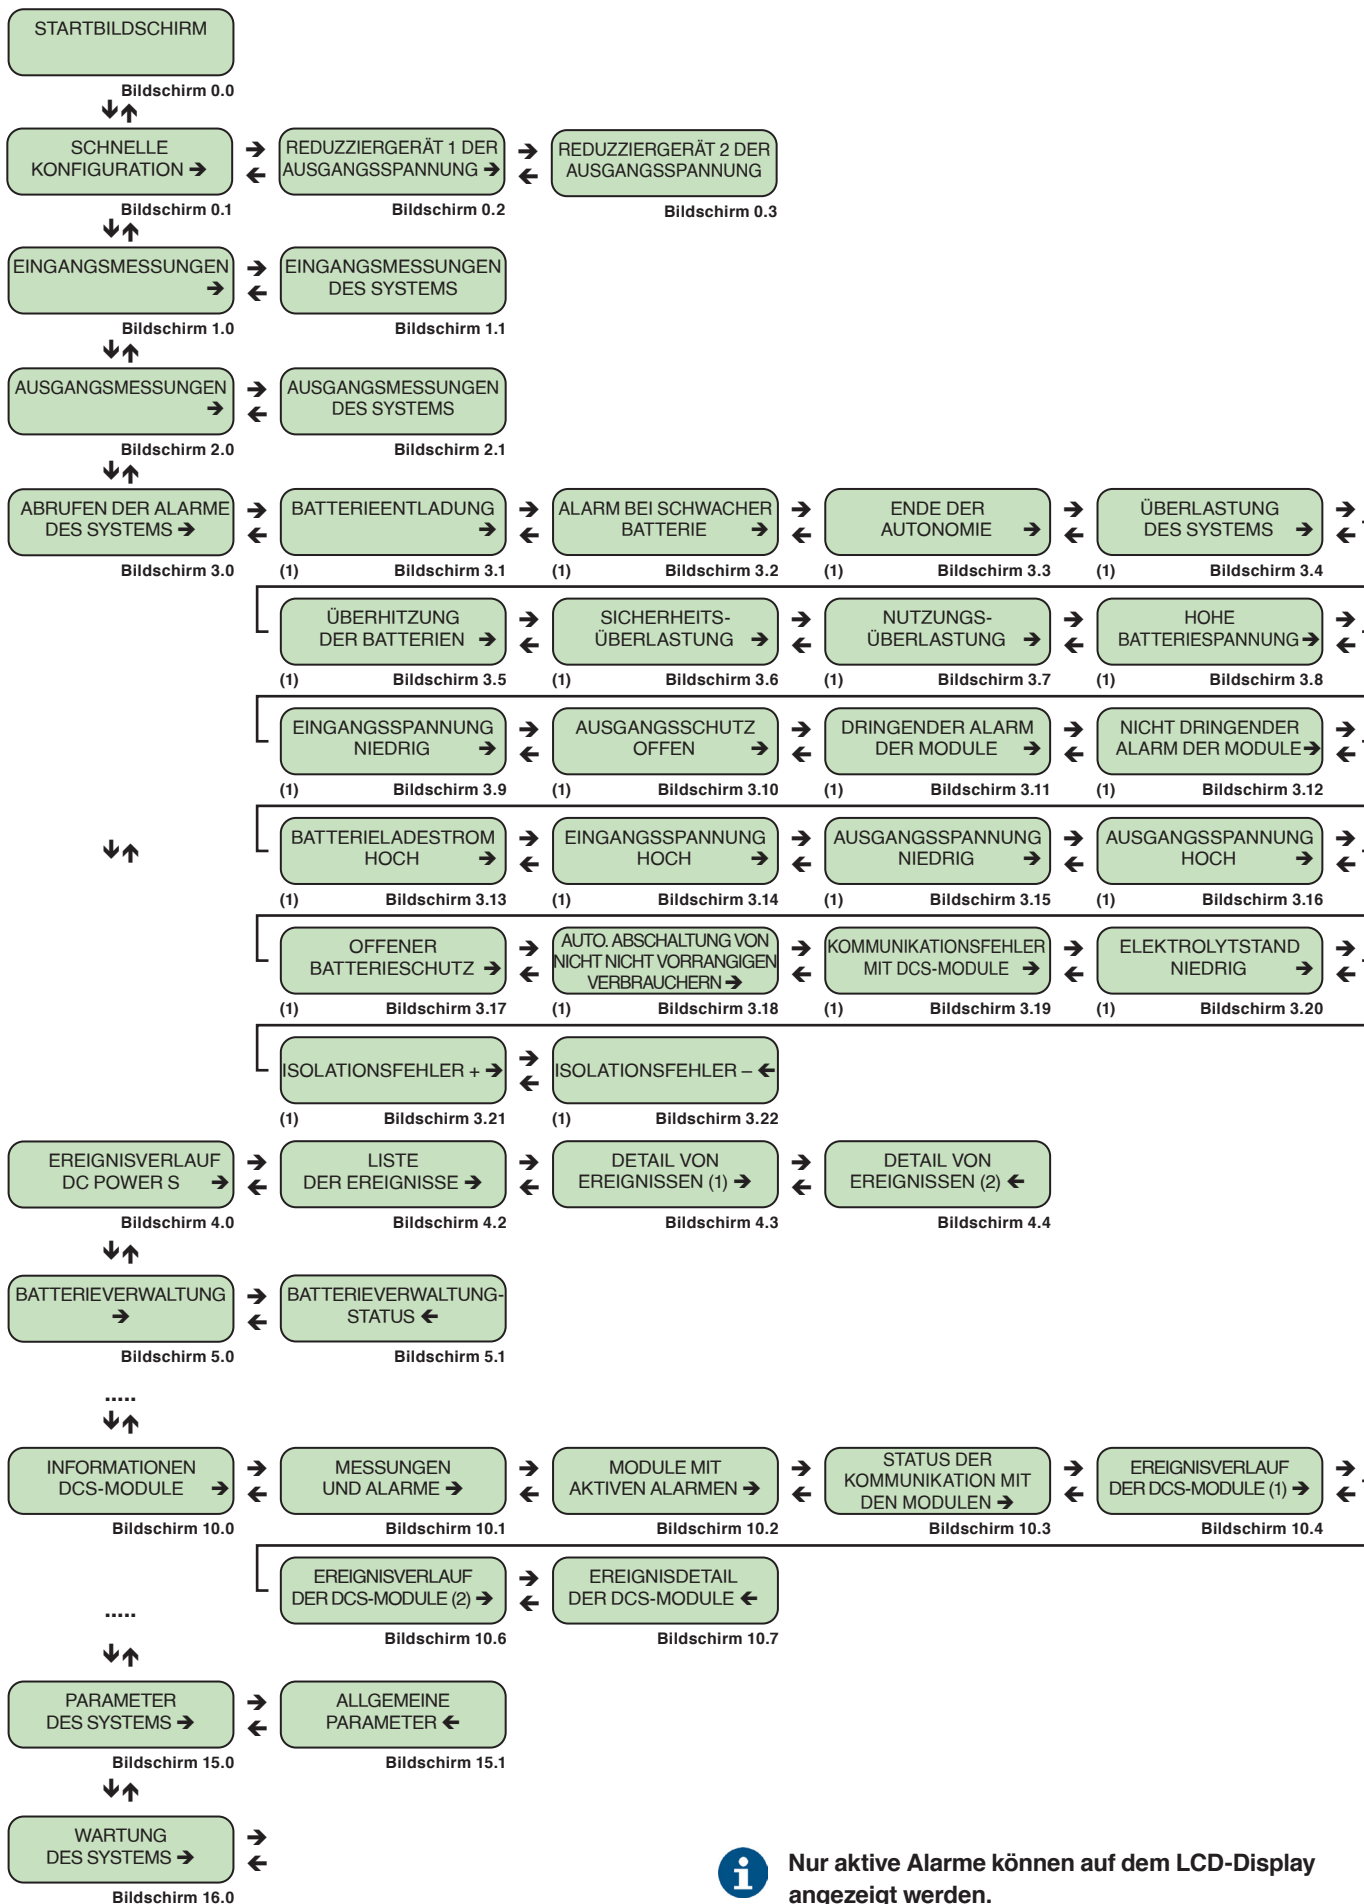 STARTBILDSCHIRM
Bildschirm 0.0
SCHNELLE
KONFIGURATION →
Bildschirm 0.1
REDUZZIERGERÄT 1 DER
AUSGANGSSPANNUNG →
Bildschirm 0.2
REDUZZIERGERÄT 2 DER
AUSGANGSSPANNUNG
Bildschirm 0.3
EINGANGSMESSUNGEN
→
Bildschirm 1.0
EINGANGSMESSUNGEN
DES SYSTEMS
Bildschirm 1.1
AUSGANGSMESSUNGEN
→
Bildschirm 2.0
AUSGANGSMESSUNGEN
DES SYSTEMS
Bildschirm 2.1
ABRUFEN DER ALARME
DES SYSTEMS →
Bildschirm 3.0
BATTERIEENTLADUNG
→
(1) Bildschirm 3.1
ALARM BEI SCHWACHER
BATTERIE →
(1) Bildschirm 3.2
ENDE DER
AUTONOMIE →
(1) Bildschirm 3.3
ÜBERLASTUNG
DES SYSTEMS →
(1) Bildschirm 3.4
ÜBERHITZUNG
DER BATTERIEN →
(1) Bildschirm 3.5
SICHERHEITS-
ÜBERLASTUNG →
(1) Bildschirm 3.6
NUTZUNGS-
ÜBERLASTUNG →
(1) Bildschirm 3.7
HOHE
BATTERIESPANNUNG→
(1) Bildschirm 3.8
EINGANGSSPANNUNG
NIEDRIG →
(1) Bildschirm 3.9
AUSGANGSSCHUTZ
OFFEN →
(1) Bildschirm 3.10
DRINGENDER ALARM
DER MODULE →
(1) Bildschirm 3.11
NICHT DRINGENDER
ALARM DER MODULE→
(1) Bildschirm 3.12
BATTERIELADESTROM
HOCH →
(1) Bildschirm 3.13
EINGANGSSPANNUNG
HOCH →
(1) Bildschirm 3.14
AUSGANGSSPANNUNG
NIEDRIG →
(1) Bildschirm 3.15
AUSGANGSSPANNUNG
HOCH →
(1) Bildschirm 3.16
OFFENER
BATTERIESCHUTZ →
(1) Bildschirm 3.17
AUTO. ABSCHALTUNG VON
NICHT NICHT VORRANGIGEN
VERBRAUCHERN →
(1) Bildschirm 3.18
KOMMUNIKATIONSFEHLER
MIT DCS-MODULE →
(1) Bildschirm 3.19
ELEKTROLYTSTAND
NIEDRIG →
(1) Bildschirm 3.20
ISOLATIONSFEHLER + →
(1) Bildschirm 3.21
ISOLATIONSFEHLER – ←
(1) Bildschirm 3.22
EREIGNISVERLAUF
DC POWER S →
Bildschirm 4.0
LISTE
DER EREIGNISSE →
Bildschirm 4.2
DETAIL VON
EREIGNISSEN (1) →
Bildschirm 4.3
DETAIL VON
EREIGNISSEN (2) ←
Bildschirm 4.4
BATTERIEVERWALTUNG
→
Bildschirm 5.0
BATTERIEVERWALTUNG-
STATUS ←
Bildschirm 5.1
.....
INFORMATIONEN
DCS-MODULE →
Bildschirm 10.0
MESSUNGEN
UND ALARME →
Bildschirm 10.1
MODULE MIT
AKTIVEN ALARMEN →
Bildschirm 10.2
STATUS DER
KOMMUNIKATION MIT
DEN MODULEN →
Bildschirm 10.3
EREIGNISVERLAUF
DER DCS-MODULE (1) →
Bildschirm 10.4
EREIGNISVERLAUF
DER DCS-MODULE (2) →
Bildschirm 10.6
EREIGNISDETAIL
DER DCS-MODULE ←
Bildschirm 10.7
.....
PARAMETER
DES SYSTEMS →
Bildschirm 15.0
ALLGEMEINE
PARAMETER ←
Bildschirm 15.1
WARTUNG
DES SYSTEMS →
Bildschirm 16.0
i
Nur aktive Alarme können auf dem LCD-Display
angezeigt werden.